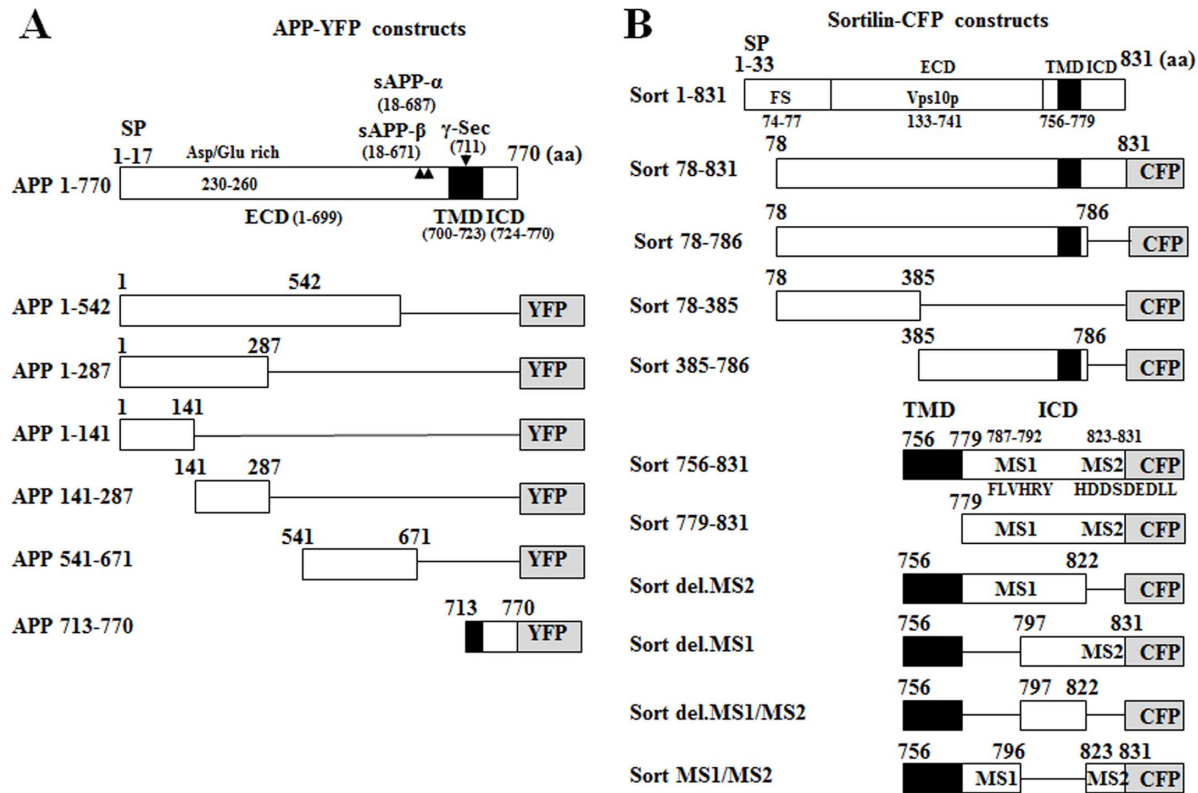 A
APP-YFP constructs
sAPP-α
(18-687)
SP
sAPP-β
γ-Sec
1-17
Asp/Glu rich
(18-671)
(711)
770 (aa)
APP 1-770
230-260
ECD (1-699)
TMD
ICD
(700-723)
(724-770)
1
542
APP 1-542
YFP
1
287
APP 1-287
YFP
1
141
APP 1-141
YFP
141
287
APP 141-287
YFP
541
671
APP 541-671
YFP
713
770
APP 713-770
YFP
B
Sortilin-CFP constructs
SP
1-33
ECD
TMD
ICD
831 (aa)
Sort 1-831
FS
Vps10p
74-77
133-741
756-779
78
831
Sort 78-831
CFP
78
786
Sort 78-786
CFP
78
385
Sort 78-385
CFP
385
786
Sort 385-786
CFP
TMD
ICD
756
779
787-792
823-831
Sort 756-831
MS1
MS2
CFP
FLVHRY
HDDSDEDLL
779
Sort 779-831
MS1
MS2
CFP
756
822
Sort del.MS2
MS1
CFP
756
797
831
Sort del.MS1
MS2
CFP
756
797
822
Sort del.MS1/MS2
CFP
756
796
823
831
Sort MS1/MS2
MS1
MS2
CFP